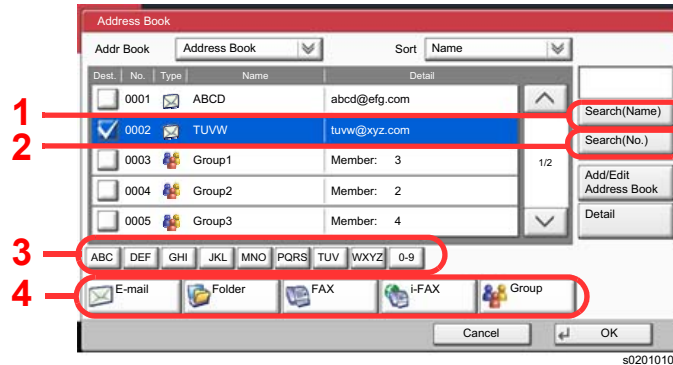 Address Book
Addr Book Address Book Sort Name
Dest. No. Type Name Detail
0001 ABCD abcd@efg.com
1 Search(Name)
0002 TUVW tuvw@xyz.com
2 Search(No.)
0003 Group1 Member: 3 1/2
Add/Edit
Address Book
0004 Group2 Member: 2
Detail
0005 Group3 Member: 4
3 ABC DEF GHI JKL MNO PQRS TUV WXYZ 0-9
4 E-mail Folder FAX i-FAX Group
Cancel OK
s0201010